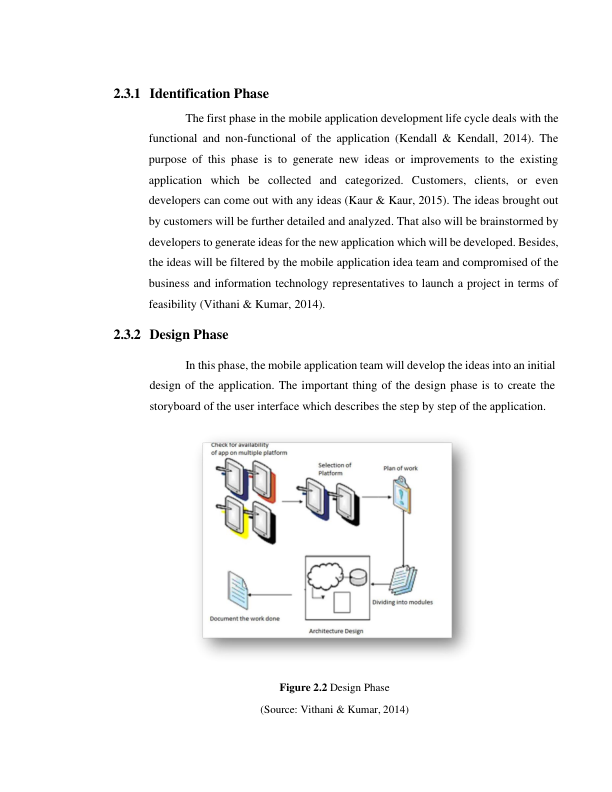 2.3.1 Identification Phase
The first phase in the mobile application development life cycle deals with the
functional and non-functional of the application (Kendall & Kendall, 2014). The
purpose of this phase is to generate new ideas or improvements to the existing
application which be collected and categorized. Customers, clients, or even
developers can come out with any ideas (Kaur & Kaur, 2015). The ideas brought out
by customers will be further detailed and analyzed. That also will be brainstormed by
developers to generate ideas for the new application which will be developed. Besides,
the ideas will be filtered by the mobile application idea team and compromised of the
business and information technology representatives to launch a project in terms of
feasibility (Vithani & Kumar, 2014).
2.3.2 Design Phase
In this phase, the mobile application team will develop the ideas into an initial
design of the application. The important thing of the design phase is to create the
storyboard of the user interface which describes the step by step of the application.
Check for availability
of app on multiple platform
Selection of
Platform
Plan of work
Dividing into modules
Architecture Design
Document the work done
Figure 2.2 Design Phase
(Source: Vithani & Kumar, 2014)